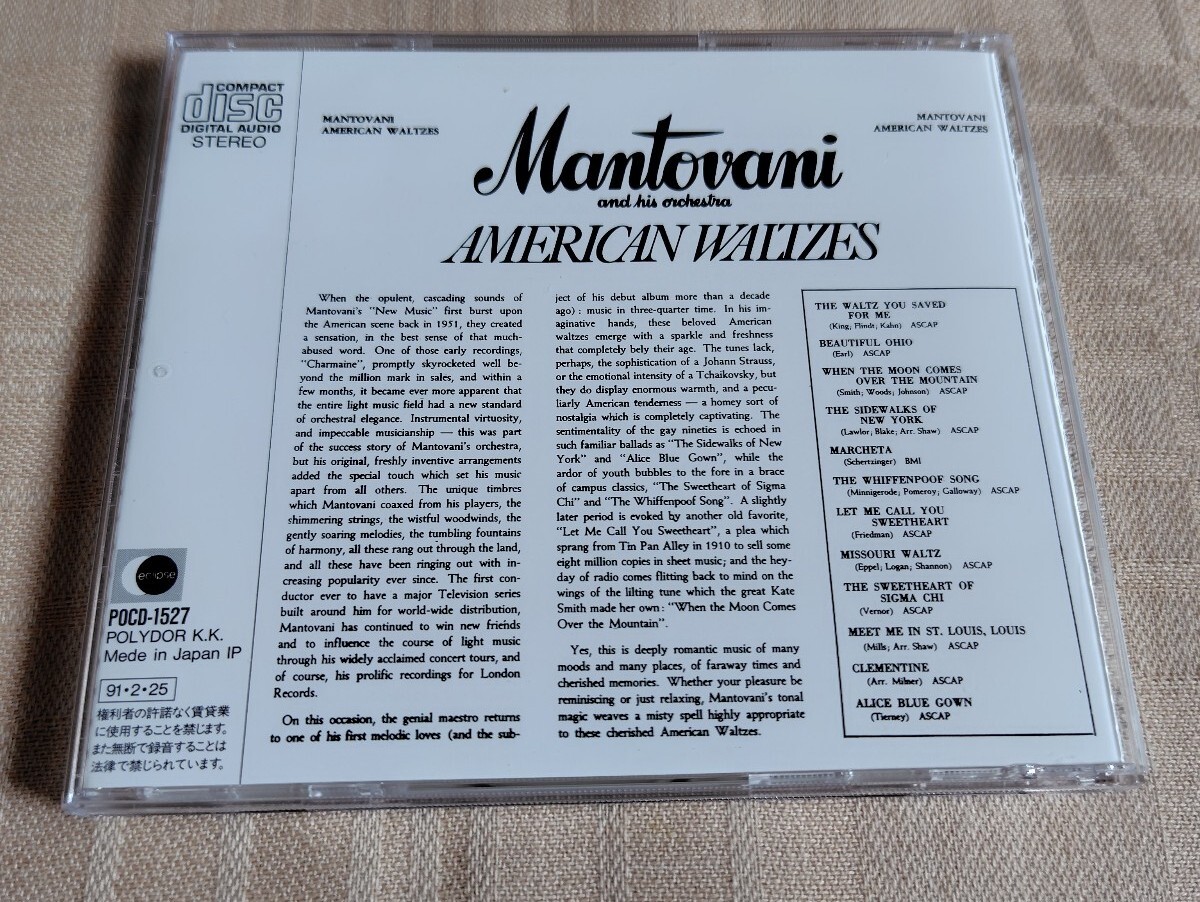 COMPACT
disc
DIGITAL AUDIO
STEREO
MANTOVANI
AMERICAN WALTZES
MANTOVANI
AMERICAN WALTZES
Mantovani
and his orchestra
AMERICAN WALTZES
When the opulent, cascading sounds of
Mantovani's "New Music" first burst upon
the American scene back in 1951, they created
a sensation, in the best sense of that much-
abused word. One of those early recordings,
"Charmaine", promptly skyrocketed well be-
yond the million mark in sales, and within a
few months, it became ever more apparent that
the entire light music field had a new standard
of orchestral elegance. Instrumental virtuosity,
and impeccable musicianship — this was part
of the success story of Mantovani's orchestra,
but his original, freshly inventive arrangements
added the special touch which set his music
apart from all others. The unique timbres
which Mantovani coaxed from his players, the
shimmering strings, the wistful woodwinds, the
gently soaring melodies, the tumbling fountains
of harmony, all these rang out through the land,
and all these have been ringing out with in-
creasing popularity ever since. The first con-
ductor ever to have a major Television series
built around him for world-wide distribution,
Mantovani has continued to win new friends
and to influence the course of light music
through his widely acclaimed concert tours, and
of course, his prolific recordings for London
Records.
On this occasion, the genial maestro returns
to one of his first melodic loves (and the sub-
ject of his debut album more than a decade
ago) : music in three-quarter time. In his im-
aginative hands, these beloved American
waltzes emerge with a sparkle and freshness
that completely bely their age. The tunes lack,
perhaps, the sophistication of a Johann Strauss,
or the emotional intensity of a Tchaikovsky, but
they do display enormous warmth, and a pecu-
liarly American tenderness — a homey sort of
nostalgia which is completely captivating. The
sentimentality of the gay nineties is echoed in
such familiar ballads as "The Sidewalks of New
York" and "Alice Blue Gown", while the
ardor of youth bubbles to the fore in a brace
of campus classics, "The Sweetheart of Sigma
Chi" and "The Whiffenpoof Song". A slightly
later period is evoked by another old favorite,
"Let Me Call You Sweetheart", a plea which
sprang from Tin Pan Alley in 1910 to sell some
eight million copies in sheet music; and the hey-
day of radio comes flitting back to mind on the
wings of the lilting tune which the great Kate
Smith made her own : "When the Moon Comes
Over the Mountain".
Yes, this is deeply romantic music of many
moods and many places, of faraway times and
cherished memories. Whether your pleasure be
reminiscing or just relaxing, Mantovani's tonal
magic weaves a misty spell highly appropriate
to these cherished American Waltzes.
THE WALTZ YOU SAVED
FOR ME
(King; Flindt; Kahn) ASCAP
BEAUTIFUL OHIO
(Earl) ASCAP
WHEN THE MOON COMES
OVER THE MOUNTAIN
(Smith; Woods; Johnson) ASCAP
THE SIDEWALKS OF
NEW YORK
(Lawlor; Blake; Arr. Shaw) ASCAP
MARCHETA
(Schertzinger) BMI
THE WHIFFENPOOF SONG
(Minnigerode; Pomeroy; Galloway) ASCAP
LET ME CALL YOU
SWEETHEART
(Friedman) ASCAP
MISSOURI WALTZ
(Eppel; Logan; Shannon) ASCAP
THE SWEETHEART OF
SIGMA CHI
(Vernor) ASCAP
MEET ME IN ST. LOUIS, LOUIS
(Mills; Arr. Shaw) ASCAP
CLEMENTINE
(Arr. Milner) ASCAP
ALICE BLUE GOWN
(Tierney) ASCAP
eclipse
POCD-1527
POLYDOR K.K.
Mede in Japan IP
91・2・25
権利者の許諾なく賃貸業
に使用することを禁じます。
また無断で録音することは
法律で禁じられています。